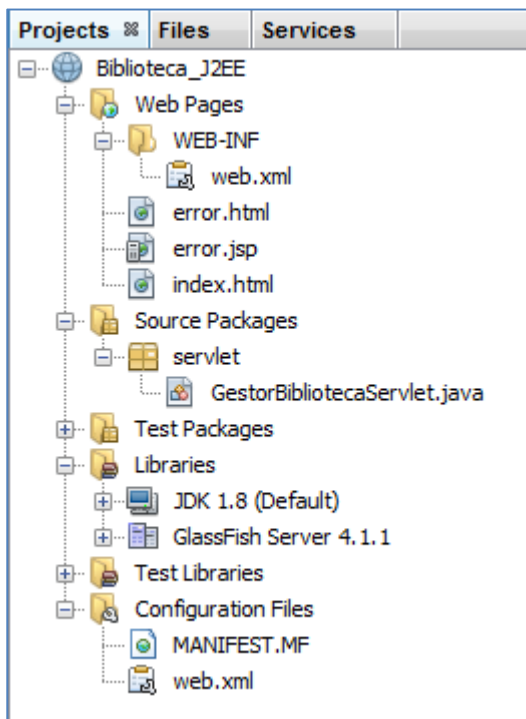 Projects Files Services
Biblioteca_J2EE
Web Pages
WEB-INF
web.xml
error.html
error.jsp
index.html
Source Packages
servlet
GestorBibliotecaServlet.java
Test Packages
Libraries
JDK 1.8 (Default)
GlassFish Server 4.1.1
Test Libraries
Configuration Files
MANIFEST.MF
web.xml